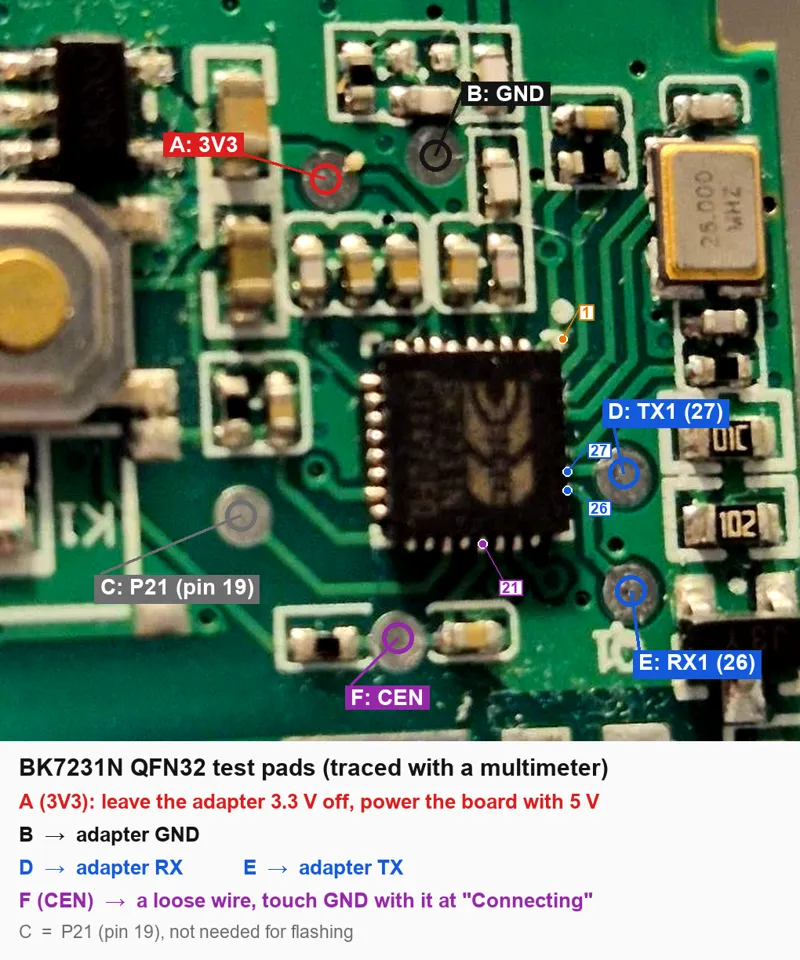 B: GND
A: 3V3
26.000
MHZ
1
D: TX1 (27)
01C
27
26
102
K1
C: P21 (pin 19)
21
E: RX1 (26)
F: CEN
BK7231N QFN32 test pads (traced with a multimeter)
A (3V3): leave the adapter 3.3 V off, power the board with 5 V
B → adapter GND
D → adapter RX E → adapter TX
F (CEN) → a loose wire, touch GND with it at "Connecting"
C = P21 (pin 19), not needed for flashing